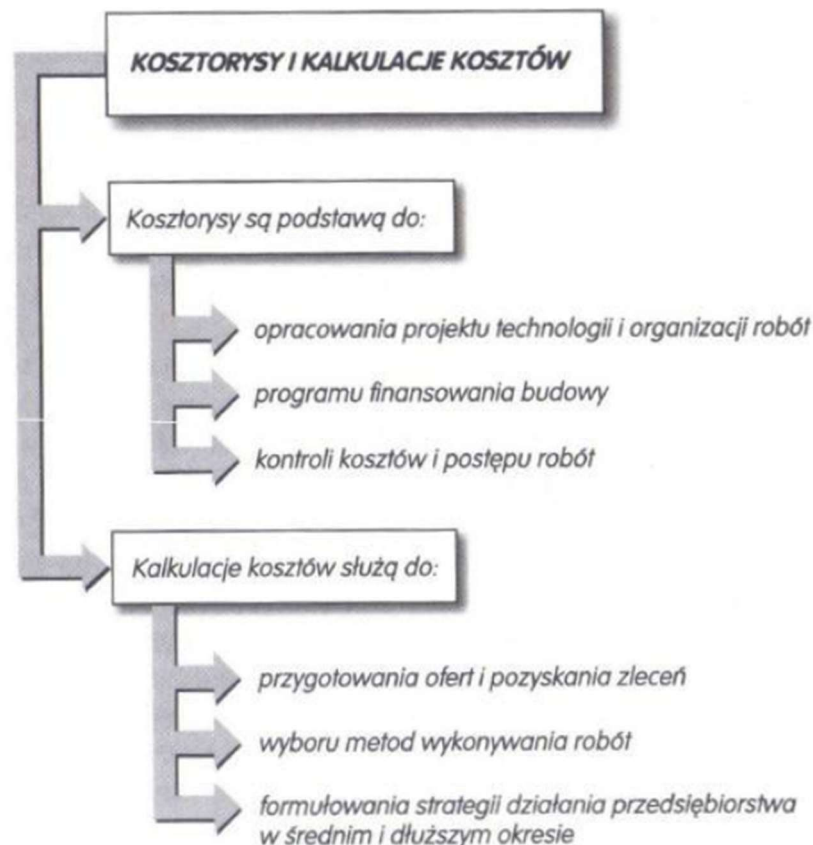 KOSZTORYSY I KALKULACJE KOSZTÓW
Kosztorysy są podstawą do:
opracowania projektu technologii i organizacji robót
programu finansowania budowy
kontroli kosztów i postępu robót
Kalkulacje kosztów służą do:
przygotowania ofert i pozyskania zleceń
wyboru metod wykonywania robót
formułowania strategii działania przedsiębiorstwa
w średnim i dłuższym okresie